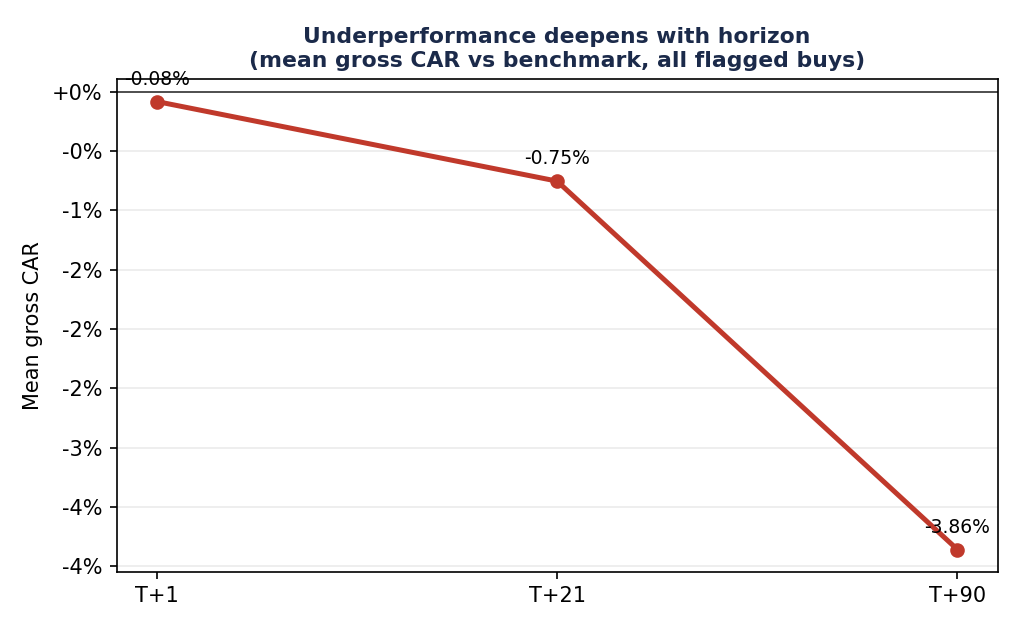 Underperformance deepens with horizon
(mean gross CAR vs benchmark, all flagged buys)
-0.08%
+0%
-0%
-0.75%
-1%
-2%
-2%
-2%
-3%
-4%
-3.86%
-4%
Mean gross CAR
T+1
T+21
T+90